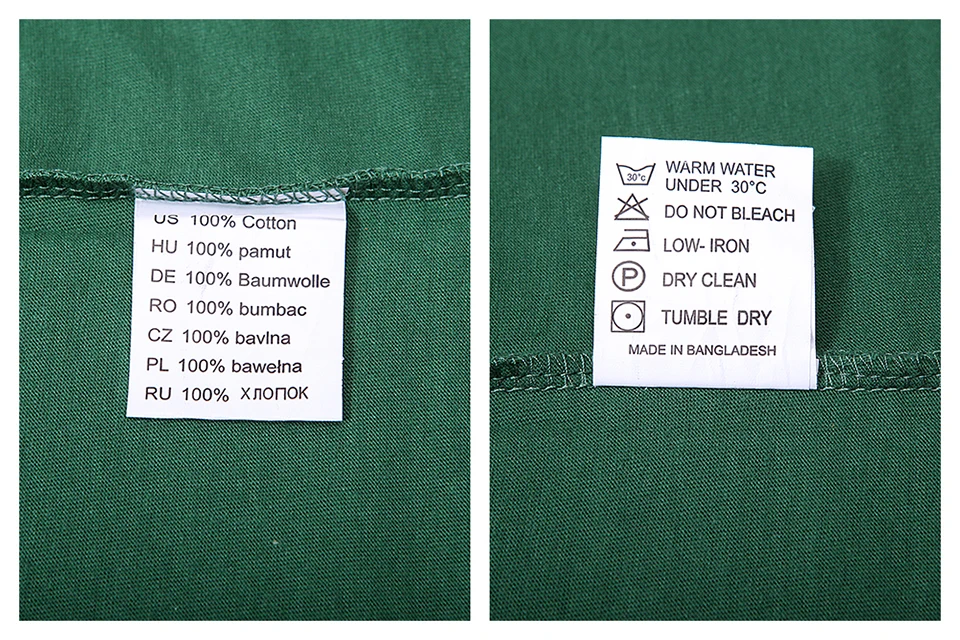 US 100% Cotton
HU 100% pamut
DE 100% Baumwolle
RO 100% bumbac
CZ 100% bavlna
PL 100% bawełna
RU 100% ХЛОПОК
30°c WARM WATER
UNDER 30°C
DO NOT BLEACH
LOW- IRON
P DRY CLEAN
TUMBLE DRY
MADE IN BANGLADESH